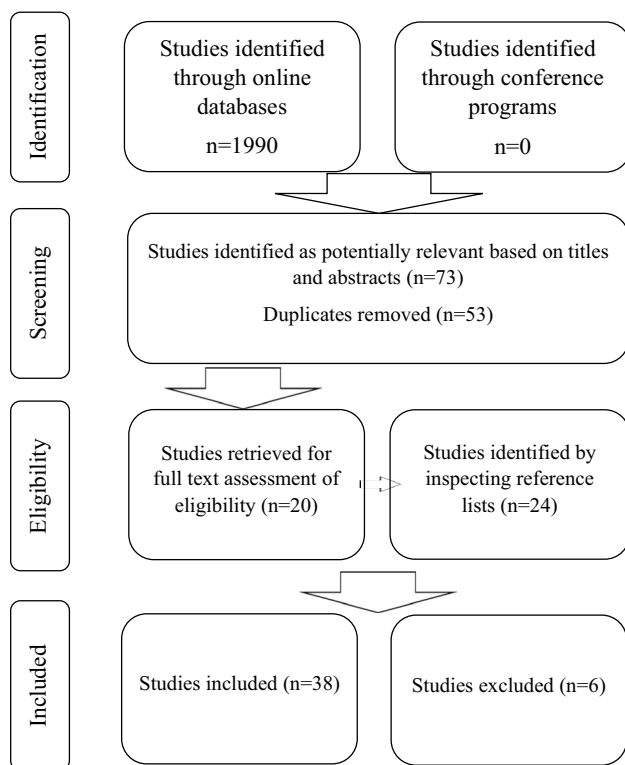 Identification
Studies identified
through online
databases
n=1990
Studies identified
through conference
programs
n=0
Screening
Studies identified as potentially relevant based on titles
and abstracts (n=73)
Duplicates removed (n=53)
Eligibility
Studies retrieved for
full text assessment of
eligibility (n=20)
Studies identified by
inspecting reference
lists (n=24)
Included
Studies included (n=38)
Studies excluded (n=6)